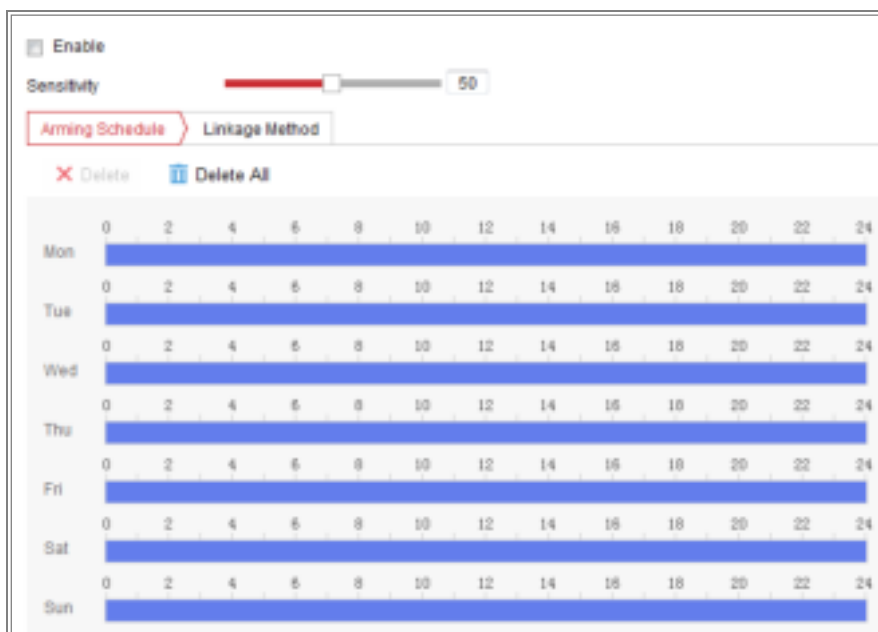 Enable
Sensitivity 50
Arming Schedule Linkage Method
Delete Delete All
0 2 4 6 8 10 12 14 16 18 20 22 24
Mon
0 2 4 6 8 10 12 14 16 18 20 22 24
Tue
0 2 4 6 8 10 12 14 16 18 20 22 24
Wed
0 2 4 6 8 10 12 14 16 18 20 22 24
Thu
0 2 4 6 8 10 12 14 16 18 20 22 24
Fri
0 2 4 6 8 10 12 14 16 18 20 22 24
Sat
0 2 4 6 8 10 12 14 16 18 20 22 24
Sun